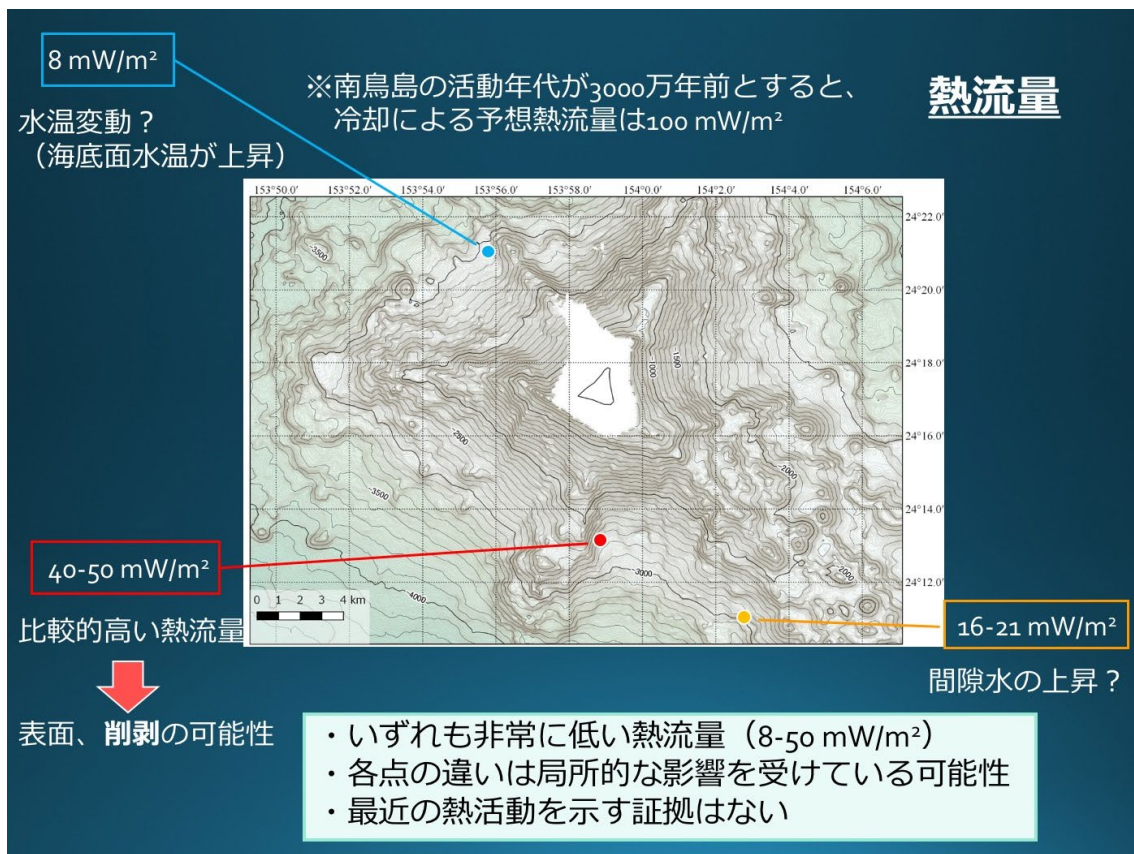 8 mW/m²
※南鳥島の活動年代が3000万年前とすると、
冷却による予想熱流量は100 mW/m²
熱流量
水温変動？
（海底面水温が上昇）
153°50.0' 153°52.0' 153°54.0' 153°56.0' 153°58.0' 154°0.0' 154°2.0' 154°4.0' 154°6.0'
24°22.0'
24°20.0'
24°18.0'
24°16.0'
24°14.0'
24°12.0'
-3500
-1000
-1500
-2500
-2000
-3500
-3000
-2000
-4000
0 1 2 3 4 km
40-50 mW/m²
比較的高い熱流量
表面、削剥の可能性
16-21 mW/m²
間隙水の上昇？
・いずれも非常に低い熱流量（8-50 mW/m²）
・各点の違いは局所的な影響を受けている可能性
・最近の熱活動を示す証拠はない